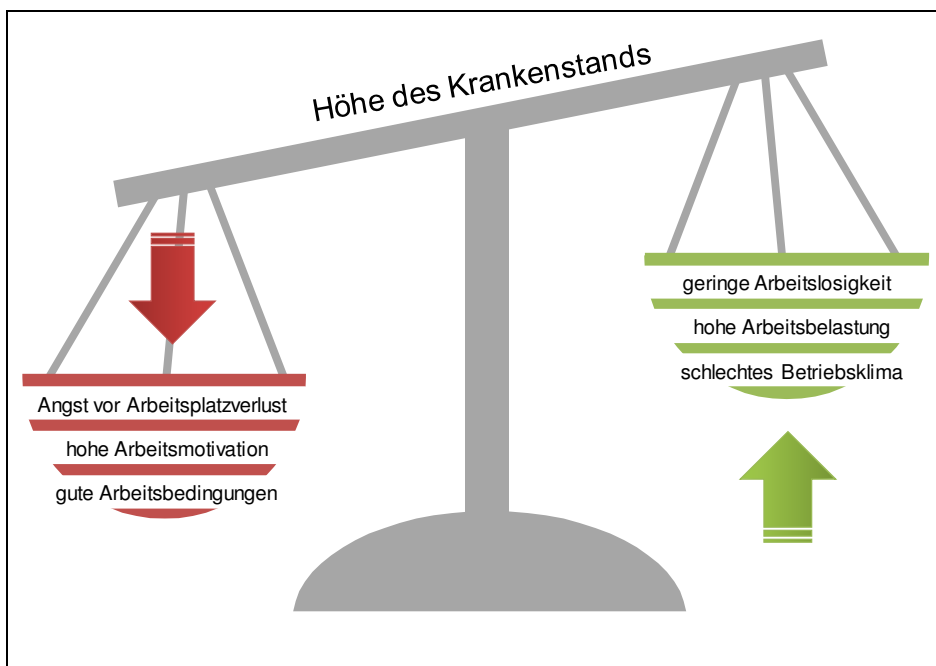 Höhe des Krankenstands
geringe Arbeitslosigkeit
hohe Arbeitsbelastung
schlechtes Betriebsklima
Angst vor Arbeitsplatzverlust
hohe Arbeitsmotivation
gute Arbeitsbedingungen